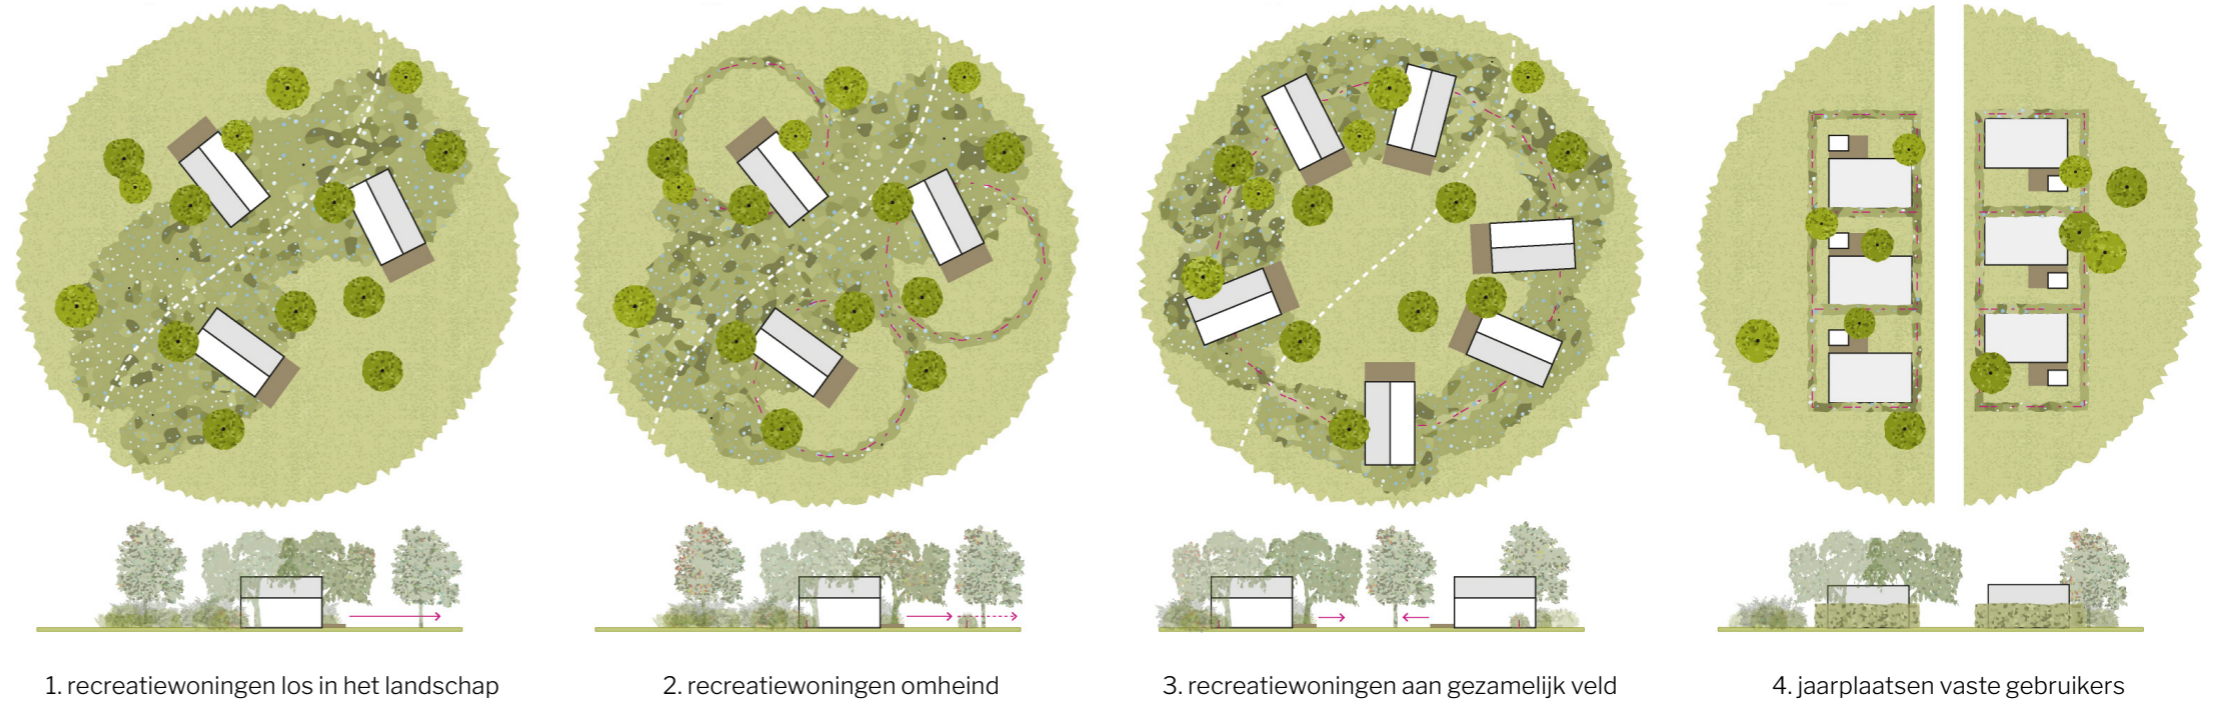 1. recreatiewoningen los in het landschap
2. recreatiewoningen omheind
3. recreatiewoningen aan gezamelijk veld
4. jaarplaatsen vaste gebruikers